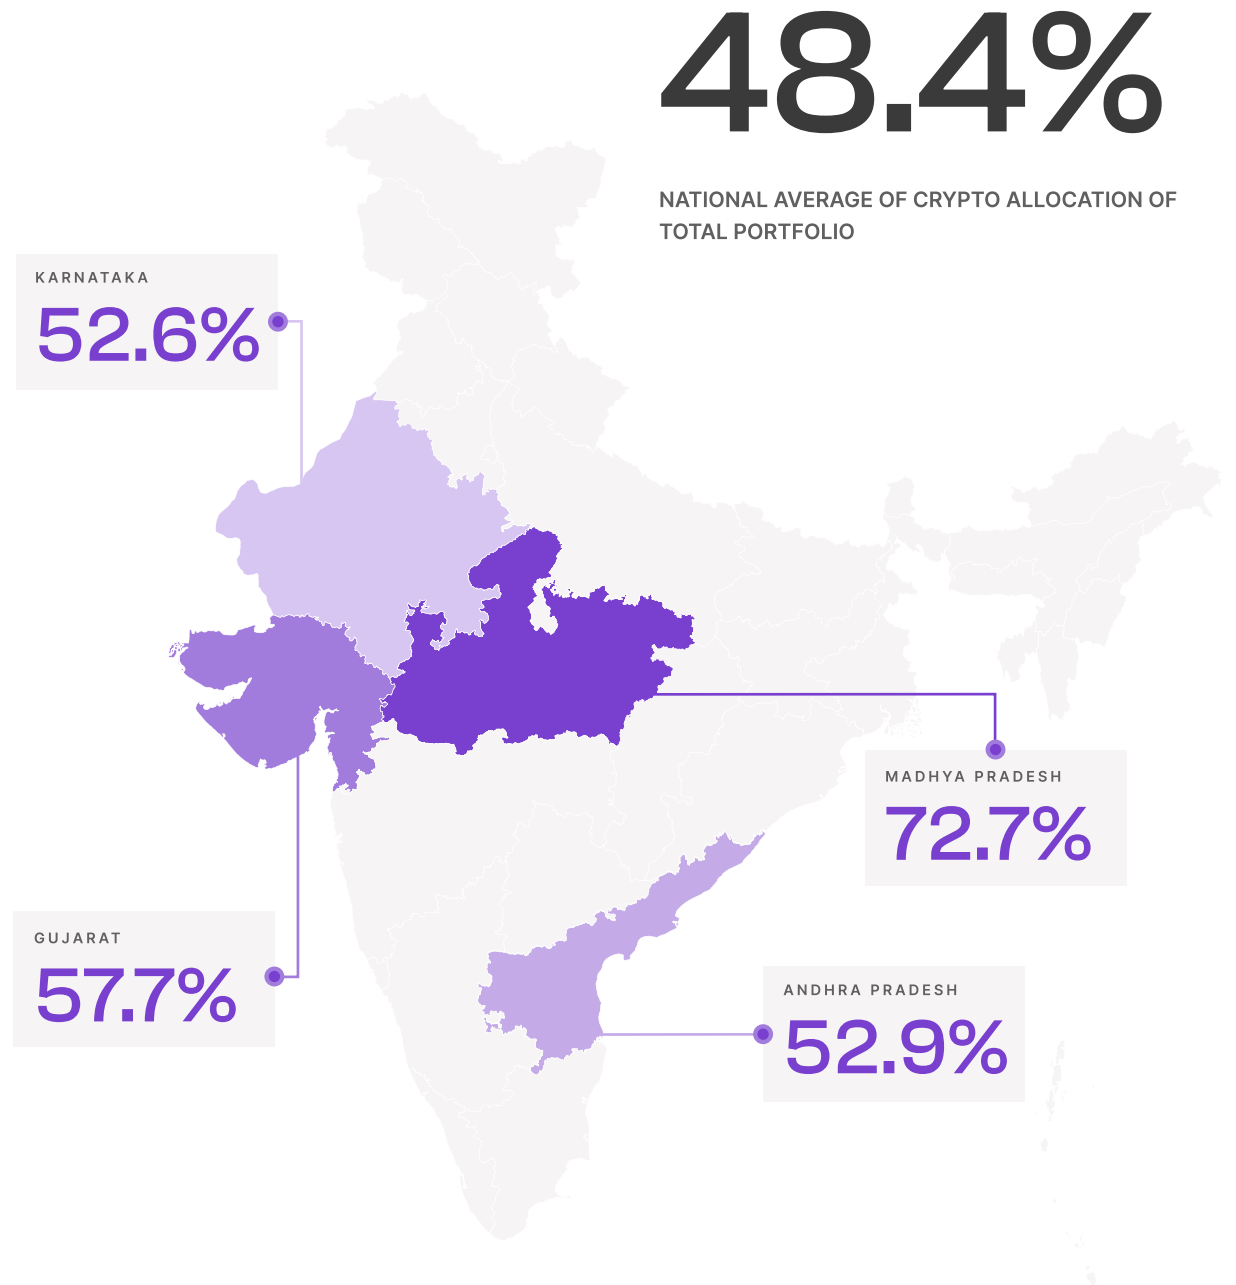 48.4%
NATIONAL AVERAGE OF CRYPTO ALLOCATION OF
TOTAL PORTFOLIO
KARNATAKA
52.6%
MADHYA PRADESH
72.7%
GUJARAT
57.7%
ANDHRA PRADESH
52.9%